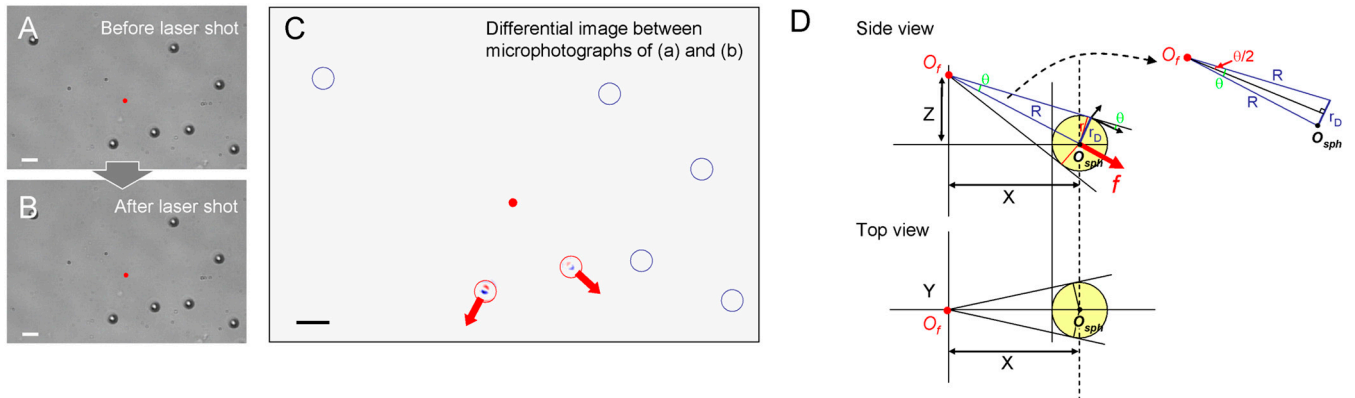 A
Before laser shot
B
After laser shot
C
Differential image between
microphotographs of (a) and (b)
D
Side view
O_f
θ
Z
R
r_D
θ
O_sph
f
X
O_f
θ/2
θ
R
R
r_D
O_sph
Top view
Y
O_f
O_sph
X